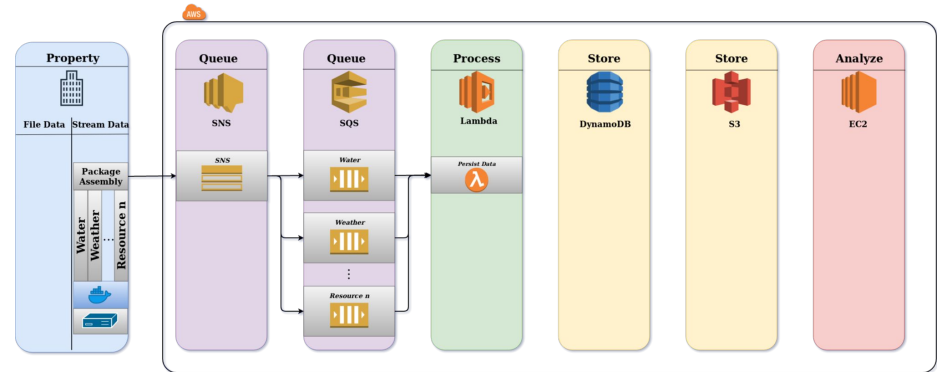 AWS
Property
File Data
Stream Data
Package
Assembly
Water
Weather
...
Resource n
Queue
SNS
SNS
Queue
SQS
Water
Weather
⋮
Resource n
Process
Lambda
Persist Data
λ
Store
DynamoDB
Store
S3
Analyze
EC2